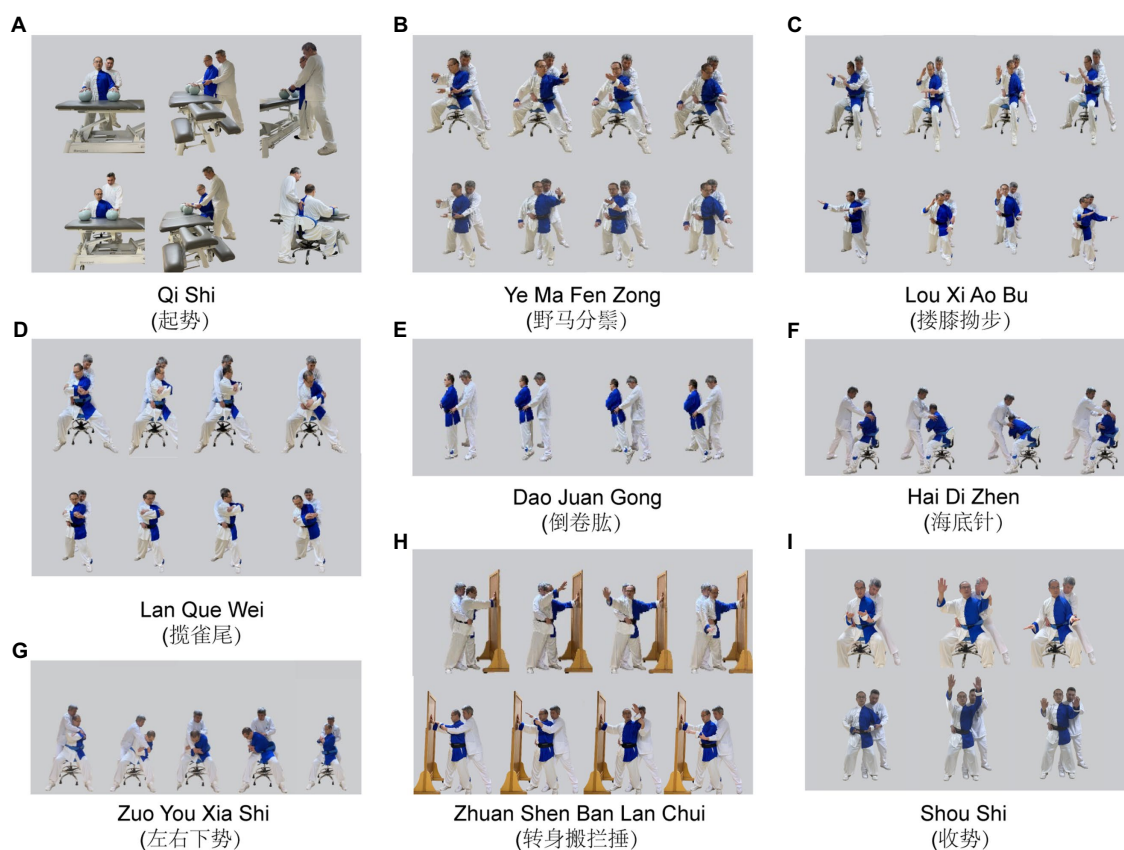 A
B
C
Qi Shi
(起势)
Ye Ma Fen Zong
(野马分鬃)
Lou Xi Ao Bu
(搂膝拗步)
D
E
F
Dao Juan Gong
(倒卷肱)
Hai Di Zhen
(海底针)
Lan Que Wei
(揽雀尾)
G
H
I
Zuo You Xia Shi
(左右下势)
Zhuan Shen Ban Lan Chui
(转身搬拦捶)
Shou Shi
(收势)